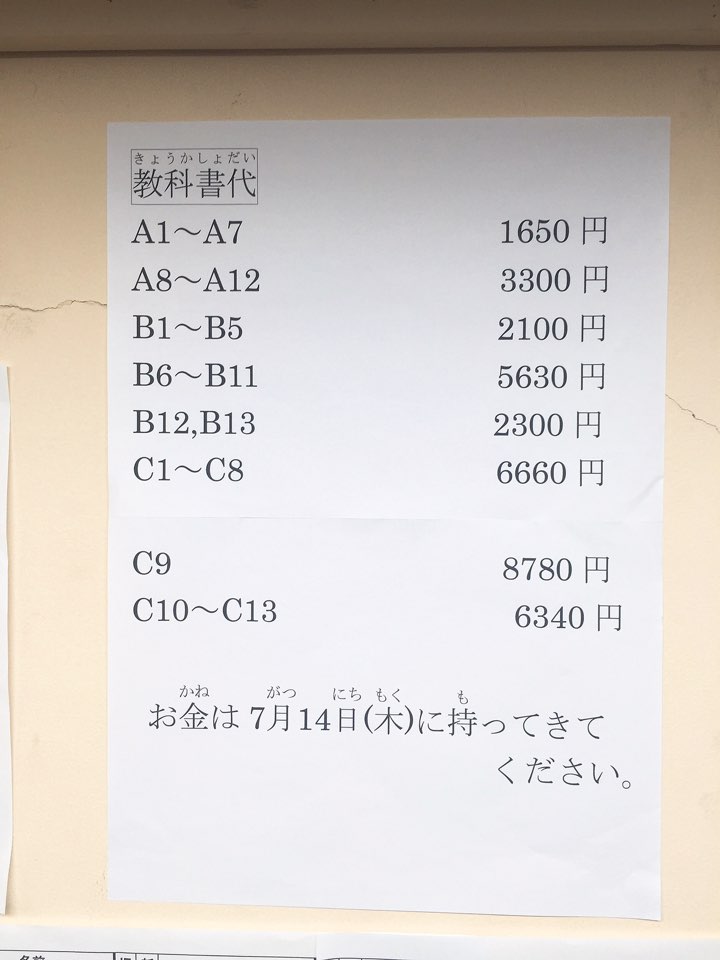 きょうかしょだい
教科書代
A1～A7 1650円
A8～A12 3300円
B1～B5 2100円
B6～B11 5630円
B12,B13 2300円
C1～C8 6660円
C9 8780円
C10～C13 6340円
かね がつ にち もく も
お金は 7月14日(木)に持ってきて
ください。
名前